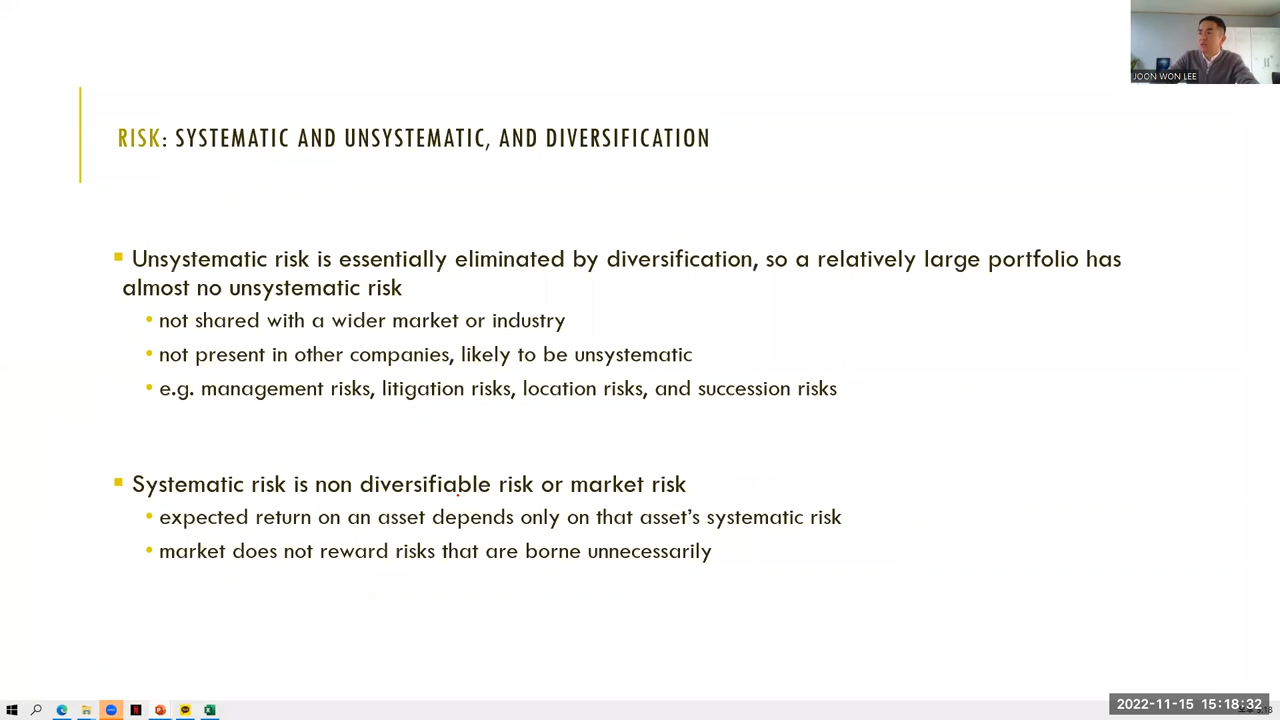 JOON WON LEE
RISK: SYSTEMATIC AND UNSYSTEMATIC, AND DIVERSIFICATION
Unsystematic risk is essentially eliminated by diversification, so a relatively large portfolio has
almost no unsystematic risk
not shared with a wider market or industry
not present in other companies, likely to be unsystematic
e.g. management risks, litigation risks, location risks, and succession risks
Systematic risk is non diversifiable risk or market risk
expected return on an asset depends only on that asset's systematic risk
market does not reward risks that are borne unnecessarily
2022-11-15 15:18:32